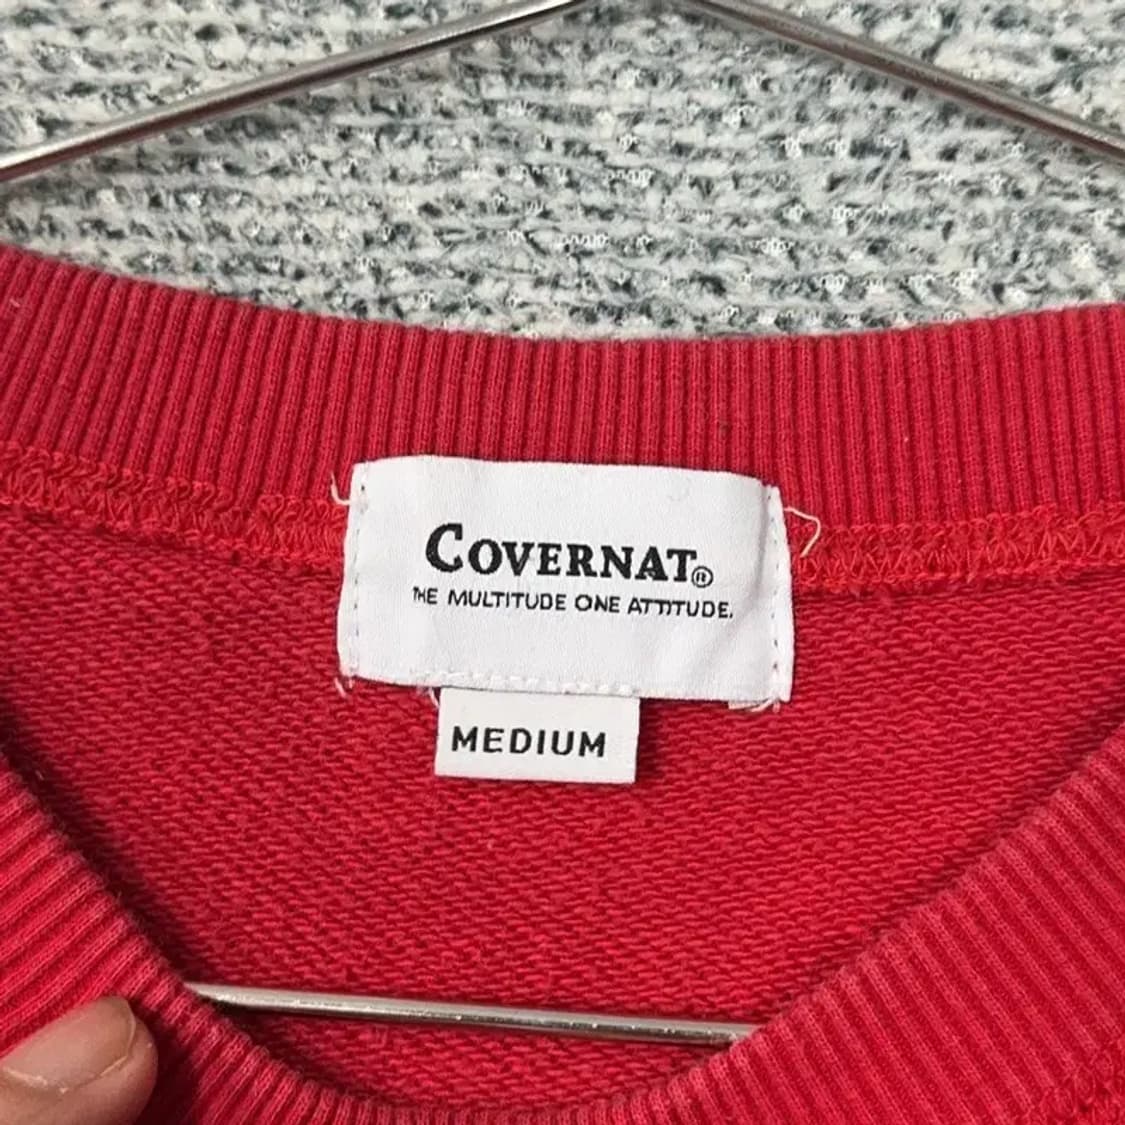 COVERNAT®
THE MULTITUDE ONE ATTITUDE.
MEDIUM